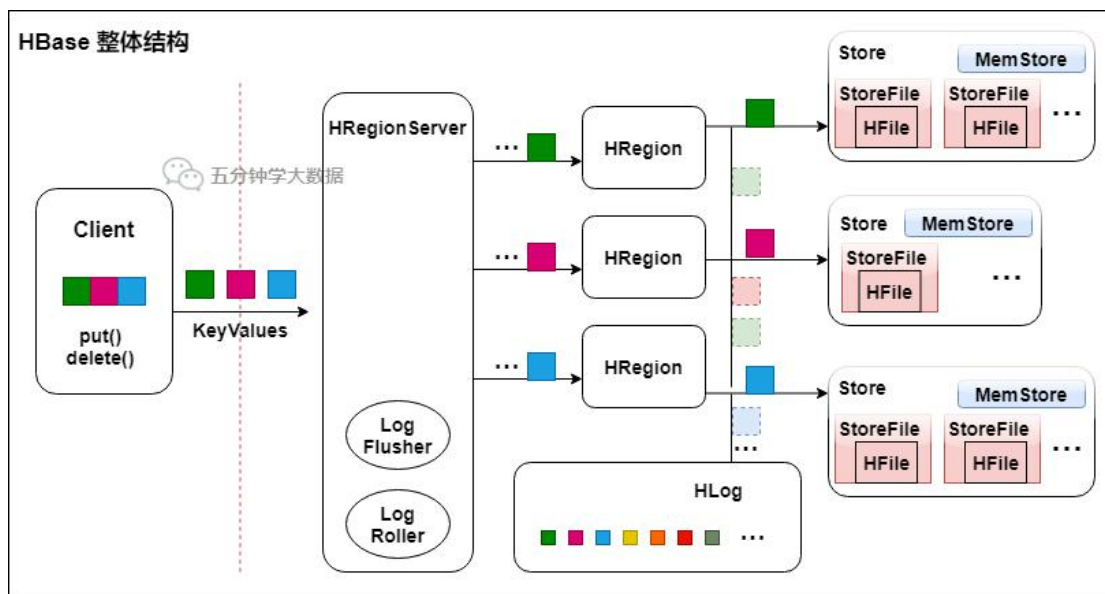 HBase 整体结构
五分钟学大数据
Client
put()
delete()
KeyValues
HRegionServer
Log
Flusher
Log
Roller
...
HRegion
...
HRegion
...
HRegion
...
HLog
...
Store
MemStore
StoreFile
HFile
StoreFile
HFile
...
Store
MemStore
StoreFile
HFile
...
Store
MemStore
StoreFile
HFile
StoreFile
HFile
...